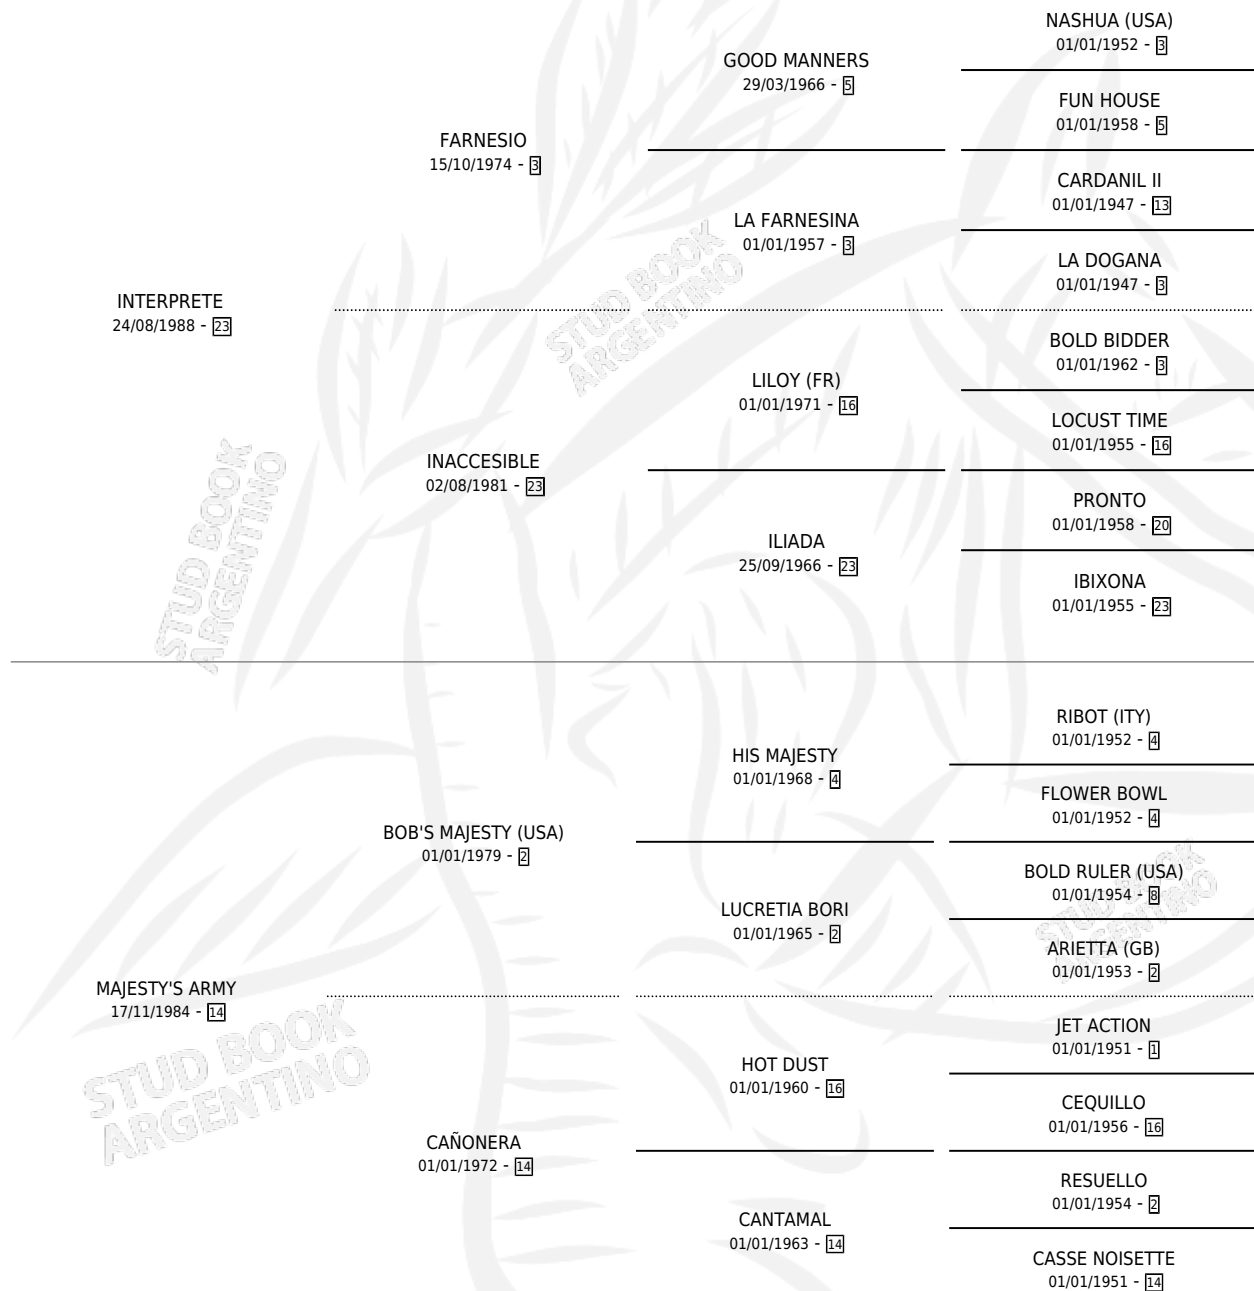 NASHUA (USA)
01/01/1952 - 3
GOOD MANNERS
29/03/1966 - 5
FUN HOUSE
01/01/1958 - 5
FARNESIO
15/10/1974 - 3
CARDANIL II
01/01/1947 - 13
LA FARNESINA
01/01/1957 - 3
LA DOGANA
01/01/1947 - 3
INTERPRETE
24/08/1988 - 23
BOLD BIDDER
01/01/1962 - 3
LILOY (FR)
01/01/1971 - 16
LOCUST TIME
01/01/1955 - 16
INACCESIBLE
02/08/1981 - 23
PRONTO
01/01/1958 - 20
ILIADA
25/09/1966 - 23
IBIXONA
01/01/1955 - 23
RIBOT (ITY)
01/01/1952 - 4
HIS MAJESTY
01/01/1968 - 4
FLOWER BOWL
01/01/1952 - 4
BOB'S MAJESTY (USA)
01/01/1979 - 2
BOLD RULER (USA)
01/01/1954 - 8
LUCRETIA BORI
01/01/1965 - 2
ARIETTA (GB)
01/01/1953 - 2
MAJESTY'S ARMY
17/11/1984 - 14
JET ACTION
01/01/1951 - 1
HOT DUST
01/01/1960 - 16
CEQUILLO
01/01/1956 - 16
CAÑONERA
01/01/1972 - 14
RESUELLO
01/01/1954 - 2
CANTAMAL
01/01/1963 - 14
CASSE NOISETTE
01/01/1951 - 14
STUD BOOK
ARGENTINO
STUD BOOK
ARGENTINO
STUD BOOK
ARGENTINO
STUD BOOK
ARGENTINO